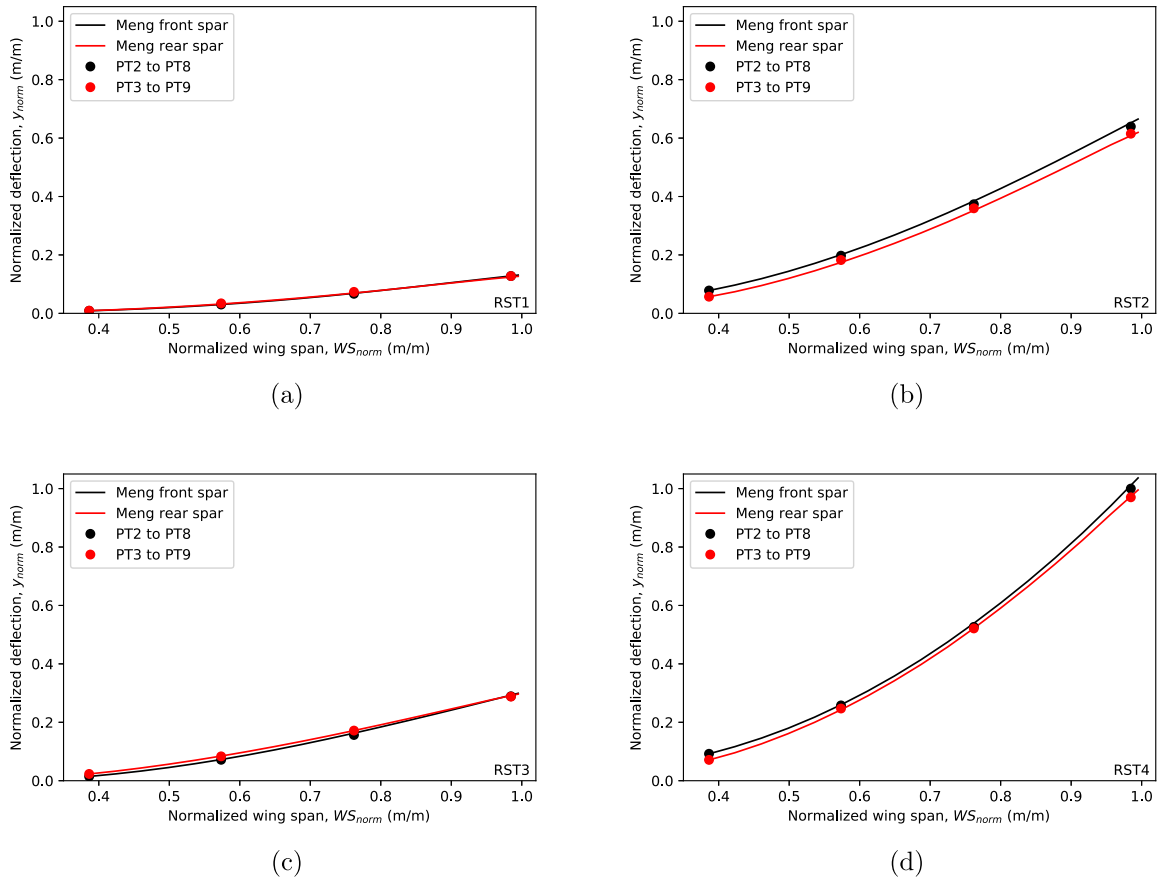 1.0
0.8
0.6
0.4
0.2
0.0
Normalized deflection, y_norm (m/m)
Meng front spar
Meng rear spar
PT2 to PT8
PT3 to PT9
RST1
0.4 0.5 0.6 0.7 0.8 0.9 1.0
Normalized wing span, WS_norm (m/m)
(a)
1.0
0.8
0.6
0.4
0.2
0.0
Normalized deflection, y_norm (m/m)
Meng front spar
Meng rear spar
PT2 to PT8
PT3 to PT9
RST2
0.4 0.5 0.6 0.7 0.8 0.9 1.0
Normalized wing span, WS_norm (m/m)
(b)
1.0
0.8
0.6
0.4
0.2
0.0
Normalized deflection, y_norm (m/m)
Meng front spar
Meng rear spar
PT2 to PT8
PT3 to PT9
RST3
0.4 0.5 0.6 0.7 0.8 0.9 1.0
Normalized wing span, WS_norm (m/m)
(c)
1.0
0.8
0.6
0.4
0.2
0.0
Normalized deflection, y_norm (m/m)
Meng front spar
Meng rear spar
PT2 to PT8
PT3 to PT9
RST4
0.4 0.5 0.6 0.7 0.8 0.9 1.0
Normalized wing span, WS_norm (m/m)
(d)